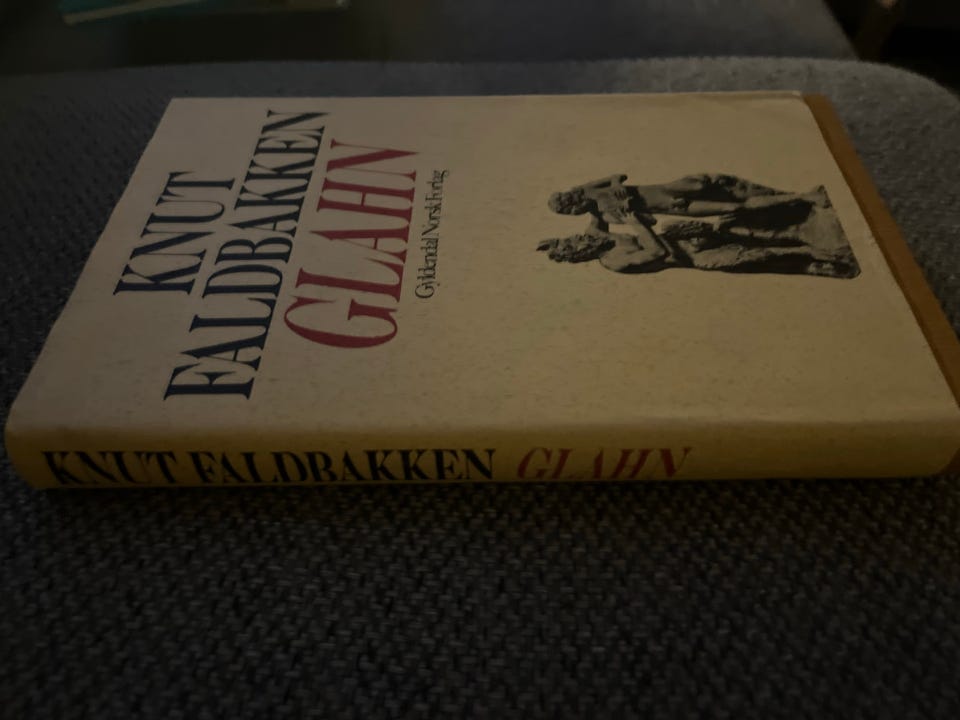 KNUT
FALDBAKKEN
GLAHN
Gyldendal Norsk Forlag
KNUT FALDBAKKEN GLAHN